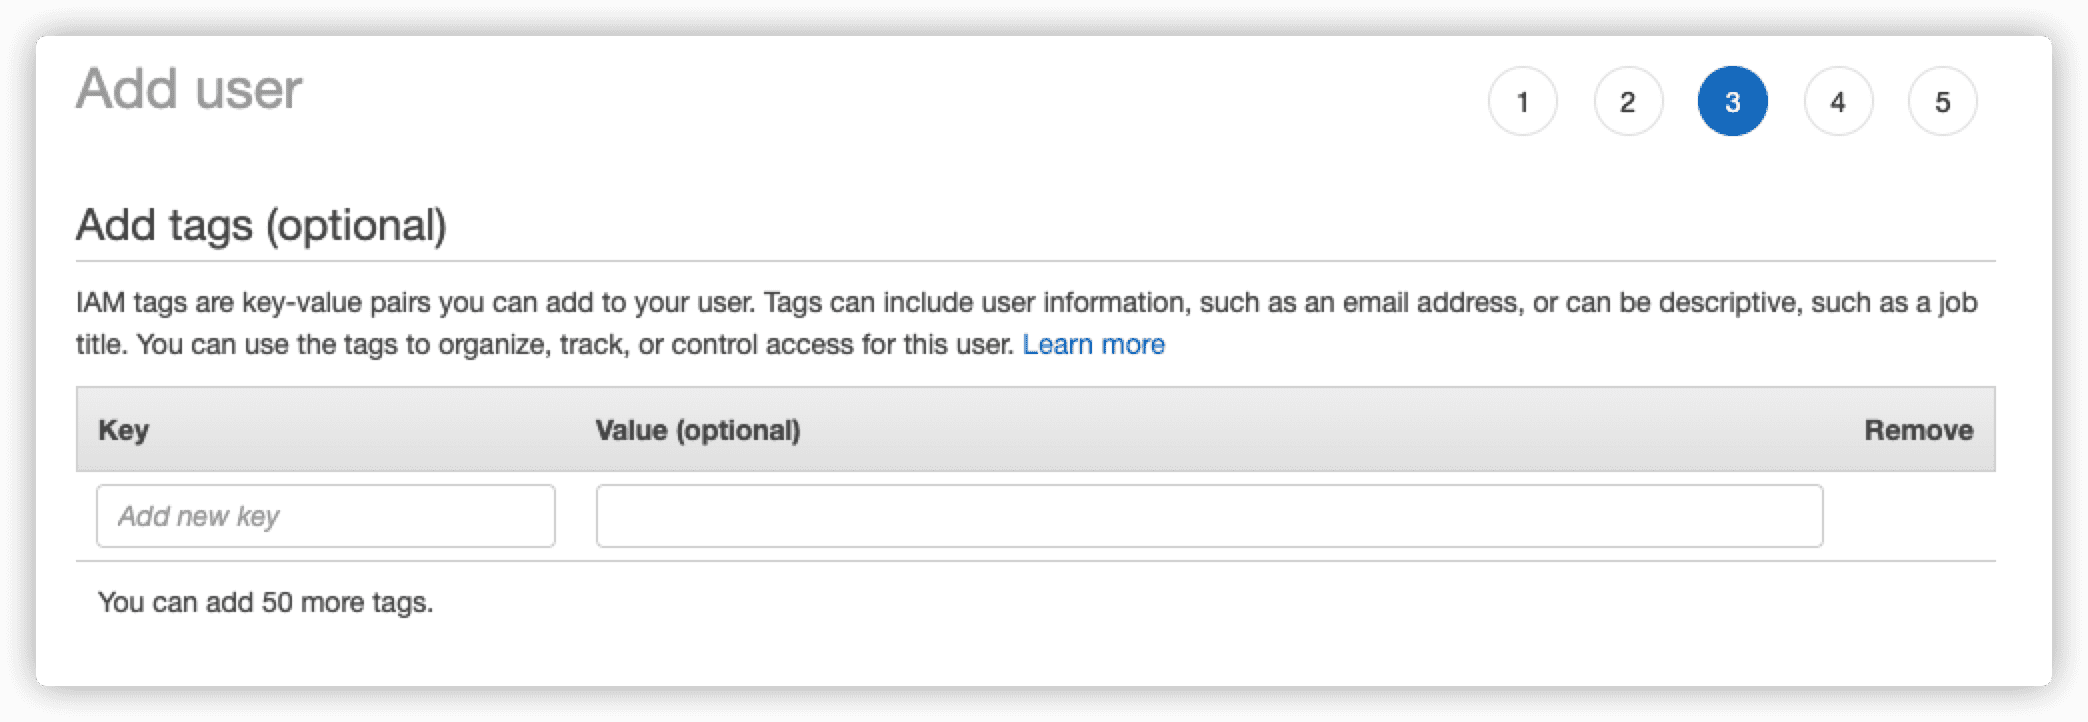 Add user
1 2 3 4 5
Add tags (optional)
IAM tags are key-value pairs you can add to your user. Tags can include user information, such as an email address, or can be descriptive, such as a job
title. You can use the tags to organize, track, or control access for this user. Learn more
Key Value (optional) Remove
Add new key
You can add 50 more tags.